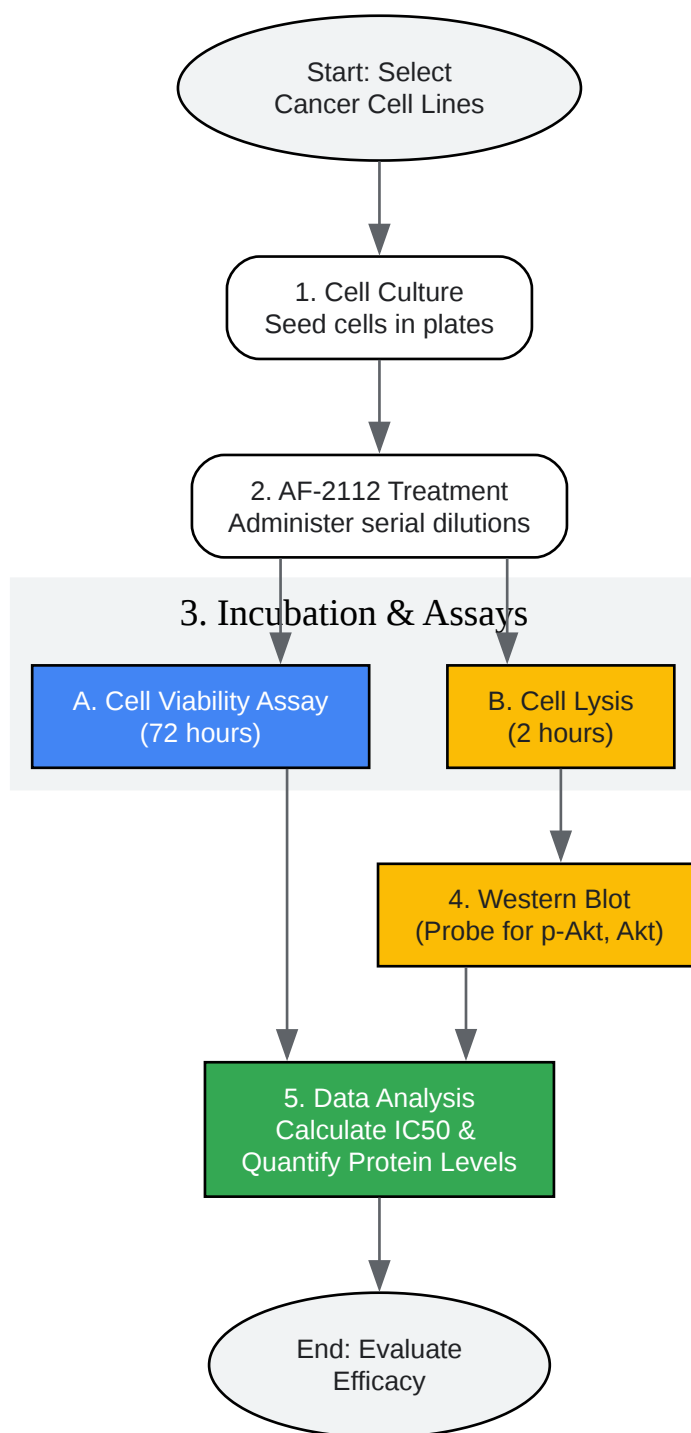 Start: Select
Cancer Cell Lines
1. Cell Culture
Seed cells in plates
2. AF-2112 Treatment
Administer serial dilutions
3. Incubation & Assays
A. Cell Viability Assay
(72 hours)
B. Cell Lysis
(2 hours)
4. Western Blot
(Probe for p-Akt, Akt)
5. Data Analysis
Calculate IC50 &
Quantify Protein Levels
End: Evaluate
Efficacy